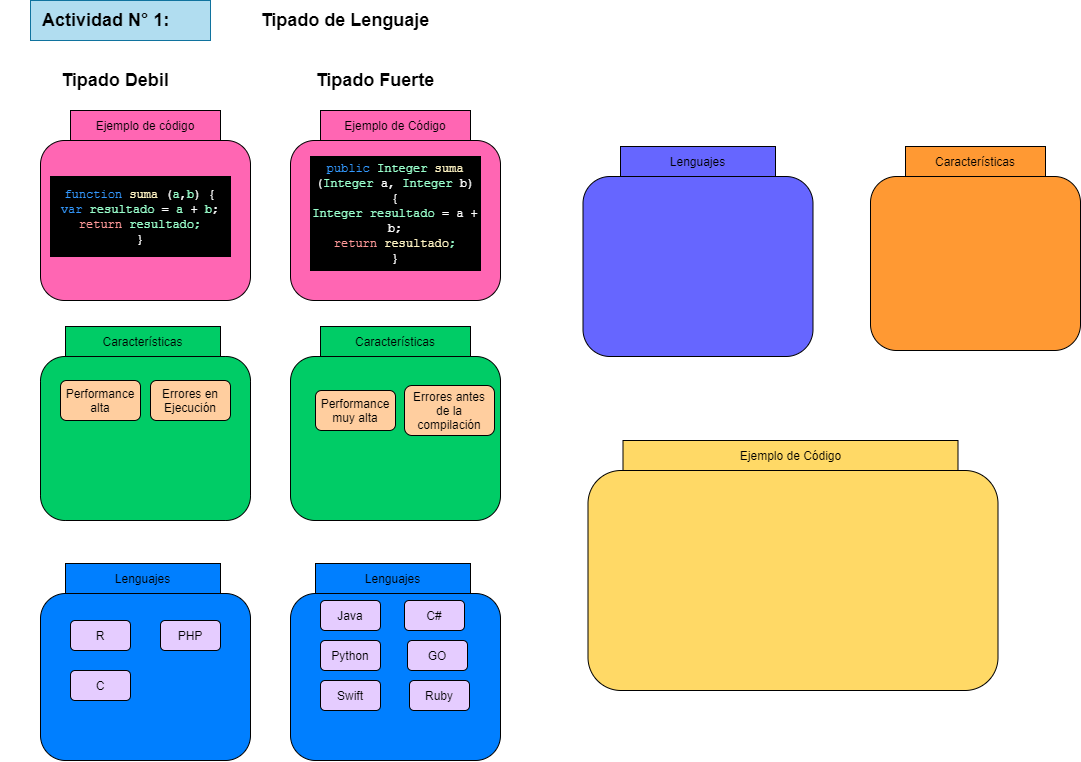 Actividad N° 1:
Tipado de Lenguaje
Tipado Debil
Tipado Fuerte
Ejemplo de código
function suma (a,b) {
var resultado = a + b;
return resultado;
}
Ejemplo de Código
public Integer suma
(Integer a, Integer b)
{
Integer resultado = a +
b;
return resultado;
}
Lenguajes
Características
Características
Performance
alta
Errores en
Ejecución
Características
Performance
muy alta
Errores antes
de la
compilación
Ejemplo de Código
Lenguajes
R
PHP
C
Lenguajes
Java
C#
Python
GO
Swift
Ruby